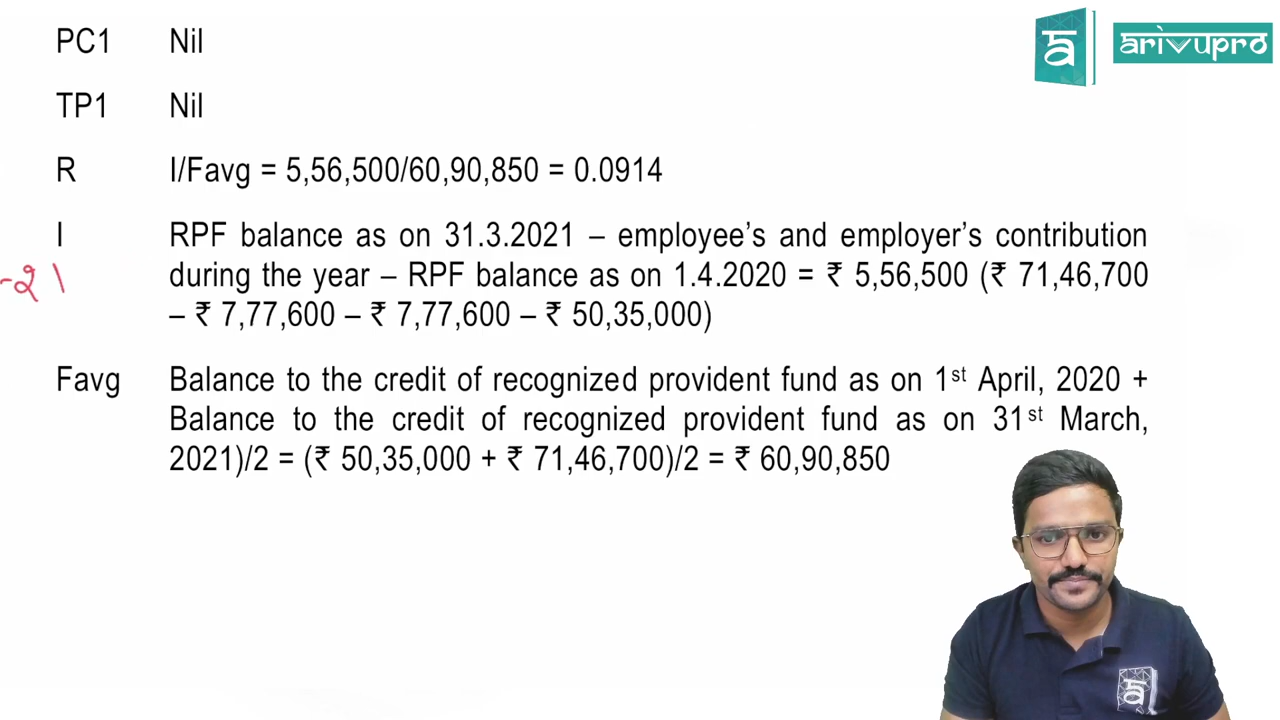 PC1 Nil
arivupro
TP1 Nil
R I/Favg = 5,56,500/60,90,850 = 0.0914
I RPF balance as on 31.3.2021 – employee’s and employer’s contribution
-21
during the year – RPF balance as on 1.4.2020 = ₹ 5,56,500 (₹ 71,46,700
– ₹ 7,77,600 – ₹ 7,77,600 – ₹ 50,35,000)
Favg Balance to the credit of recognized provident fund as on 1st April, 2020 +
Balance to the credit of recognized provident fund as on 31st March,
2021)/2 = (₹ 50,35,000 + ₹ 71,46,700)/2 = ₹ 60,90,850